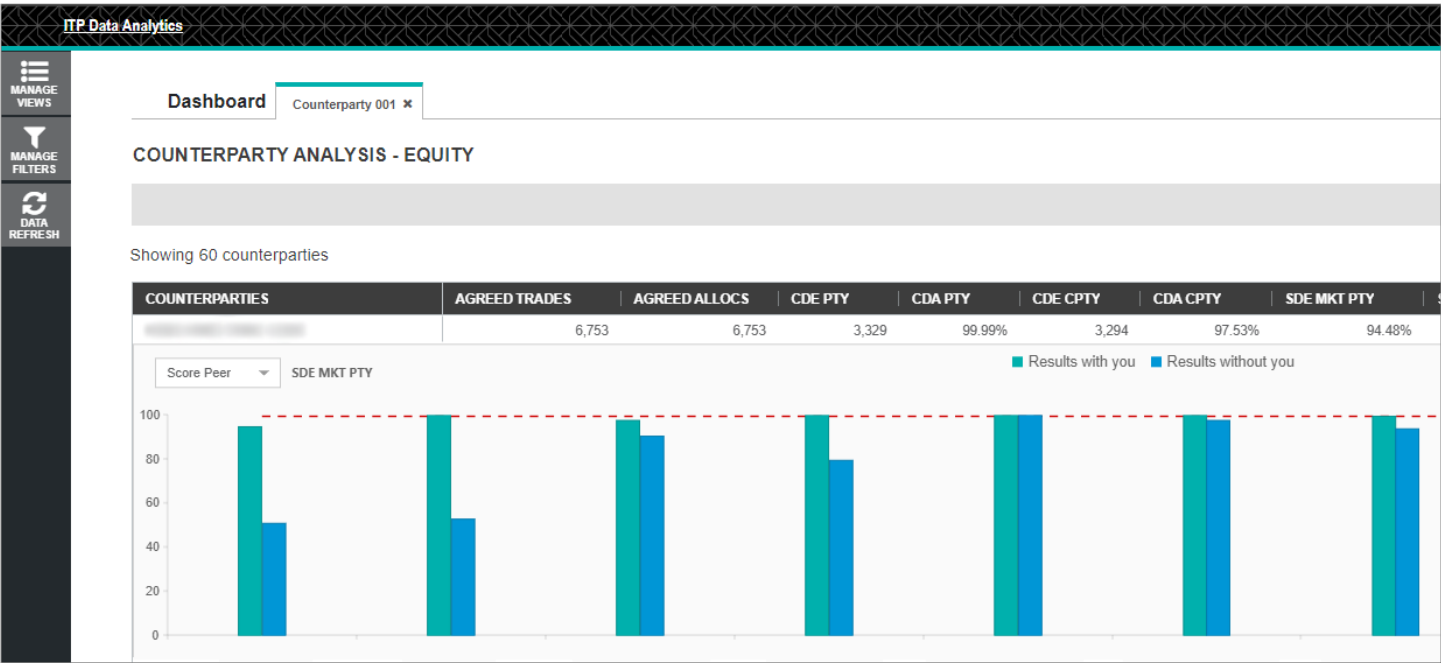 ITP Data Analytics
MANAGE
VIEWS
MANAGE
FILTERS
DATA
REFRESH
Dashboard Counterparty 001 ×
COUNTERPARTY ANALYSIS - EQUITY
Showing 60 counterparties
COUNTERPARTIES AGREED TRADES AGREED ALLOCS CDE PTY CDA PTY CDE CPTY CDA CPTY SDE MKT PTY
6,753 6,753 3,329 99.99% 3,294 97.53% 94.48%
Score Peer SDE MKT PTY Results with you Results without you
100
80
60
40
20
0